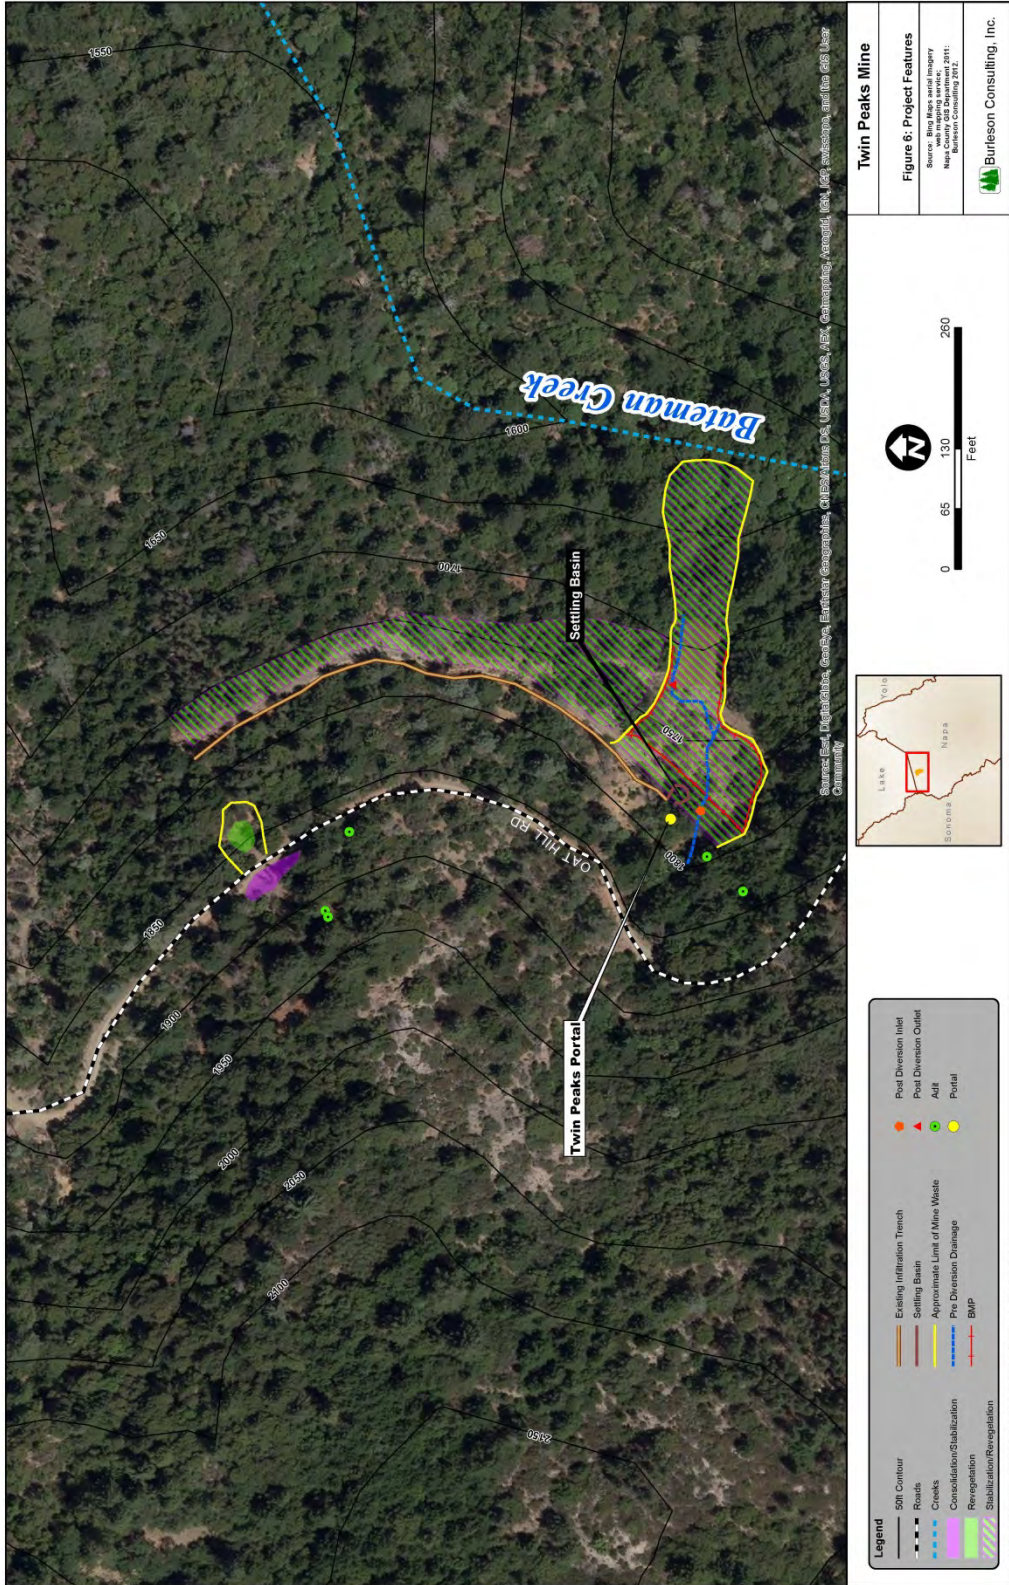 1550
1600
1650
1700
1750
1800
1850
1900
1950
2000
2050
2100
2150
Bateman Creek
Settling Basin
OAT HILL RD
Twin Peaks Portal
Source: Esri, DigitalGlobe, GeoEye, Earthstar Geographics, CNES/Airbus DS, USDA, USGS, AEX, Getmapping, Aerogrid, IGN, IGP, swisstopo, and the GIS User
Community
Legend
50ft Contour
Roads
Creeks
Consolidation/Stabilization
Revegetation
Stabilization/Revegetation
Existing Infiltration Trench
Settling Basin
Approximate Limit of Mine Waste
Pre Diversion Drainage
BMP
Post Diversion Inlet
Post Diversion Outlet
Adit
Portal
Lake
Yolo
Napa
Sonoma
N
0 65 130 260
Feet
Twin Peaks Mine
Figure 6: Project Features
Source: Bing Maps aerial imagery
web mapping service;
Napa County GIS Department 2011;
Burleson Consulting 2012.
Burleson Consulting, Inc.